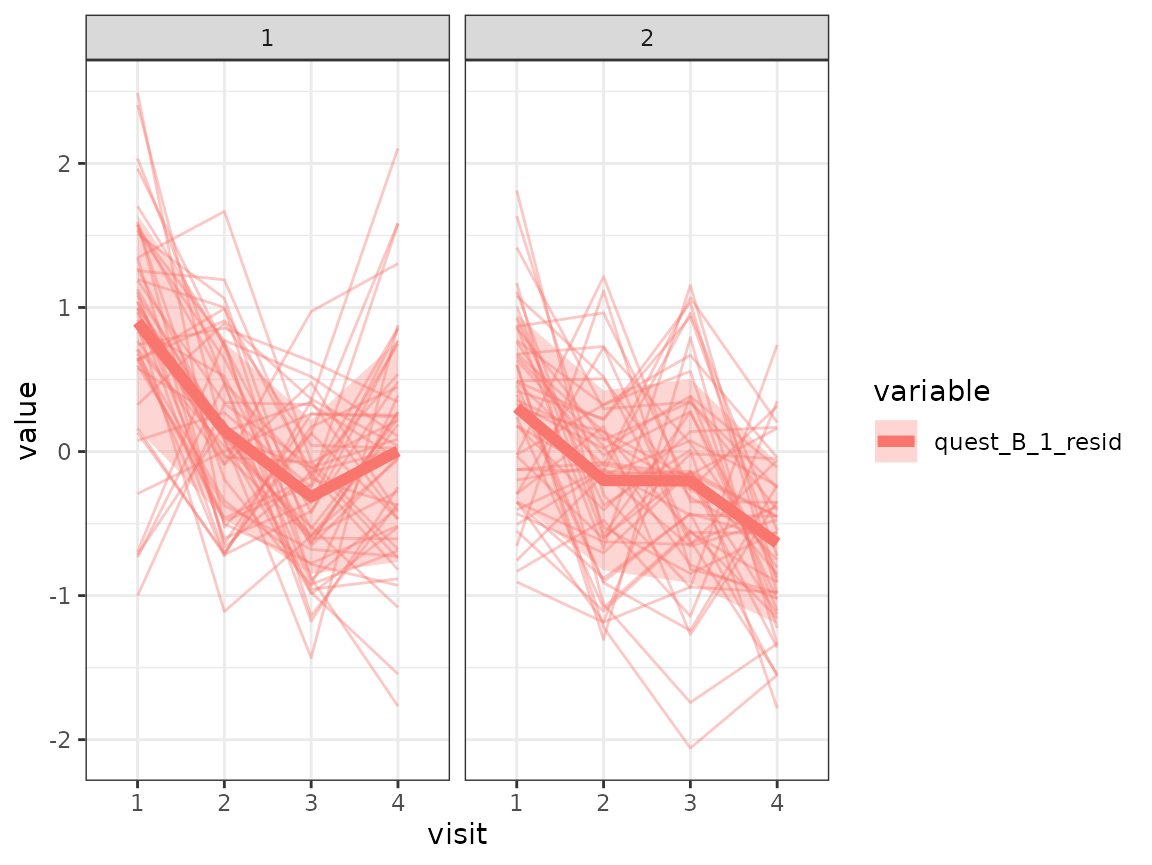 1 2
2
1
0
-1
-2
value
1 2 3 4 1 2 3 4
visit
variable
quest_B_1_resid